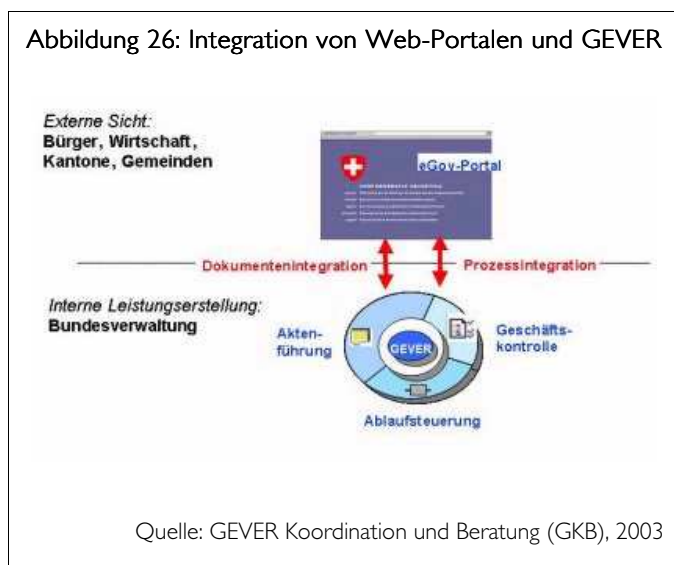 Abbildung 26: Integration von Web-Portalen und GEVER
Externe Sicht:
Bürger, Wirtschaft,
Kantone, Gemeinden
eGov-Portal
Dokumentenintegration
Prozessintegration
Interne Leistungserstellung:
Bundesverwaltung
Akten-
führung
GEVER
Geschäfts-
kontrolle
Ablaufsteuerung
Quelle: GEVER Koordination und Beratung (GKB), 2003